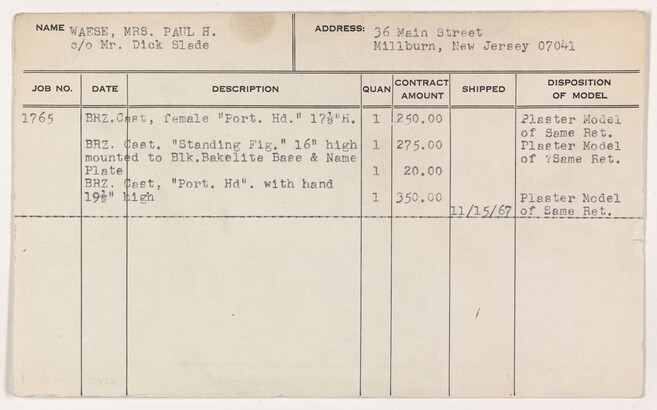 NAME WAESE, MRS. PAUL H. ADDRESS: 36 Main Street
c/o Mr. Dick Slade Millburn, New Jersey 07041
JOB NO. DATE DESCRIPTION QUAN CONTRACT AMOUNT SHIPPED DISPOSITION OF MODEL
1765 BRZ.Cast, female "Port. Hd." 17½"H. 1 250.00 Plaster Model
of Same Ret.
BRZ. Cast. "Standing Fig." 16" high 1 275.00 Plaster Model
mounted to Blk.Bakelite Base & Name of ?Same Ret.
Plate 1 20.00
BRZ. Cast, "Port. Hd". with hand
19½" high 1 350.00 Plaster Model
11/15/67 of Same Ret.